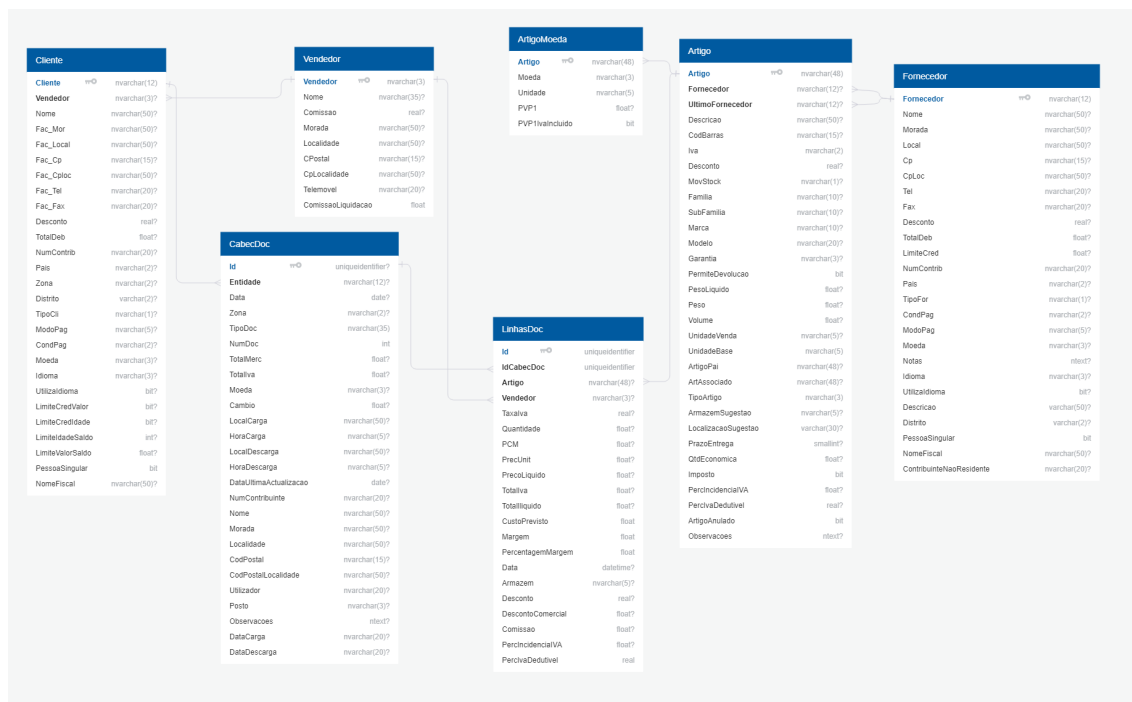 Cliente
Cliente nvarchar(12)
Vendedor nvarchar(3)?
Nome nvarchar(50)?
Fac_Mor nvarchar(50)?
Fac_Local nvarchar(50)?
Fac_Cp nvarchar(15)?
Fac_Cploc nvarchar(50)?
Fac_Tel nvarchar(20)?
Fac_Fax nvarchar(20)?
Desconto real?
TotalDeb float?
NumContrib nvarchar(20)?
Pais nvarchar(2)?
Zona nvarchar(2)?
Distrito varchar(2)?
TipoCli nvarchar(1)?
ModoPag nvarchar(5)?
CondPag nvarchar(2)?
Moeda nvarchar(3)?
Idioma nvarchar(3)?
UtilizaIdioma bit?
LimiteCredValor bit?
LimiteCredIdade bit?
LimiteIdadeSaldo int?
LimiteValorSaldo float?
PessoaSingular bit
NomeFiscal nvarchar(50)?
Vendedor
Vendedor nvarchar(3)
Nome nvarchar(35)?
Comissao real?
Morada nvarchar(50)?
Localidade nvarchar(50)?
CPostal nvarchar(15)?
CpLocalidade nvarchar(50)?
Telemovel nvarchar(20)?
ComissaoLiquidacao float
CabecDoc
Id uniqueidentifier?
Entidade nvarchar(12)?
Data date?
Zona nvarchar(2)?
TipoDoc nvarchar(35)
NumDoc int
TotalMerc float?
TotalIva float?
Moeda nvarchar(3)?
Cambio float?
LocalCarga nvarchar(50)?
HoraCarga nvarchar(5)?
LocalDescarga nvarchar(50)?
HoraDescarga nvarchar(5)?
DataUltimaActualizacao date?
NumContribuinte nvarchar(20)?
Nome nvarchar(50)?
Morada nvarchar(50)?
Localidade nvarchar(50)?
CodPostal nvarchar(15)?
CodPostalLocalidade nvarchar(50)?
Utilizador nvarchar(20)?
Posto nvarchar(3)?
Observacoes ntext?
DataCarga nvarchar(20)?
DataDescarga nvarchar(20)?
ArtigoMoeda
Artigo nvarchar(48)
Moeda nvarchar(3)
Unidade nvarchar(5)
PVP1 float?
PVP1IvaIncluido bit
LinhasDoc
Id uniqueidentifier
IdCabecDoc uniqueidentifier
Artigo nvarchar(48)?
Vendedor nvarchar(3)?
TaxaIva real?
Quantidade float?
PCM float?
PrecUnit float?
PrecoLiquido float?
TotalIva float?
TotalIliquido float?
CustoPrevisto float
Margem float
PercentagemMargem float
Data datetime?
Armazem nvarchar(5)?
Desconto real?
DescontoComercial float?
Comissao float?
PercIncidenciaIVA float?
PercIvaDedutivel real
Artigo
Artigo nvarchar(48)
Fornecedor nvarchar(12)?
UltimoFornecedor nvarchar(12)?
Descricao nvarchar(50)?
CodBarras nvarchar(15)?
Iva nvarchar(2)
Desconto real?
MovStock nvarchar(1)?
Familia nvarchar(10)?
SubFamilia nvarchar(10)?
Marca nvarchar(10)?
Modelo nvarchar(20)?
Garantia nvarchar(3)?
PermiteDevolucao bit
PesoLiquido float?
Peso float?
Volume float?
UnidadeVenda nvarchar(5)?
UnidadeBase nvarchar(5)
ArtigoPai nvarchar(48)?
ArtAssociado nvarchar(48)?
TipoArtigo nvarchar(3)
ArmazemSugestao nvarchar(5)?
LocalizacaoSugestao varchar(30)?
PrazoEntrega smallint?
QtdEconomica float?
Imposto bit
PercIncidenciaIVA float?
PercIvaDedutivel real?
ArtigoAnulado bit
Observacoes ntext?
Fornecedor
Fornecedor nvarchar(12)
Nome nvarchar(50)?
Morada nvarchar(50)?
Local nvarchar(50)?
Cp nvarchar(15)?
CpLoc nvarchar(50)?
Tel nvarchar(20)?
Fax nvarchar(20)?
Desconto real?
TotalDeb float?
LimiteCred float?
NumContrib nvarchar(20)?
Pais nvarchar(2)?
TipoFor nvarchar(1)?
CondPag nvarchar(2)?
ModoPag nvarchar(5)?
Moeda nvarchar(3)?
Notas ntext?
Idioma nvarchar(3)?
UtilizaIdioma bit?
Descricao varchar(50)?
Distrito varchar(2)?
PessoaSingular bit
NomeFiscal nvarchar(50)?
ContribuinteNaoResidente nvarchar(20)?